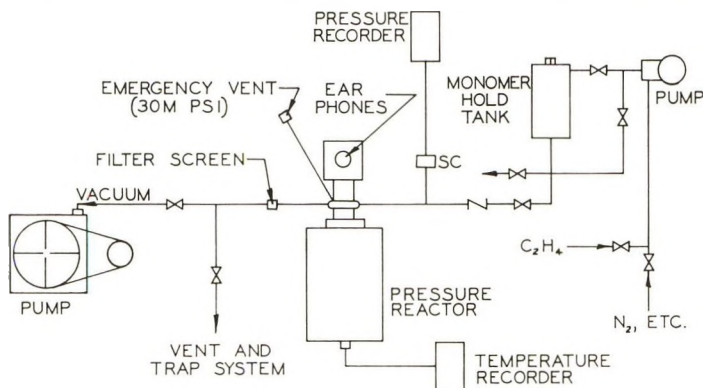 PRESSURE
RECORDER
EMERGENCY VENT
(30M PSI)
EAR
PHONES
MONOMER
HOLD
TANK
PUMP
FILTER SCREEN
SC
VACUUM
C₂H₄
PUMP
PRESSURE
REACTOR
N₂, ETC.
VENT AND
TRAP SYSTEM
TEMPERATURE
RECORDER